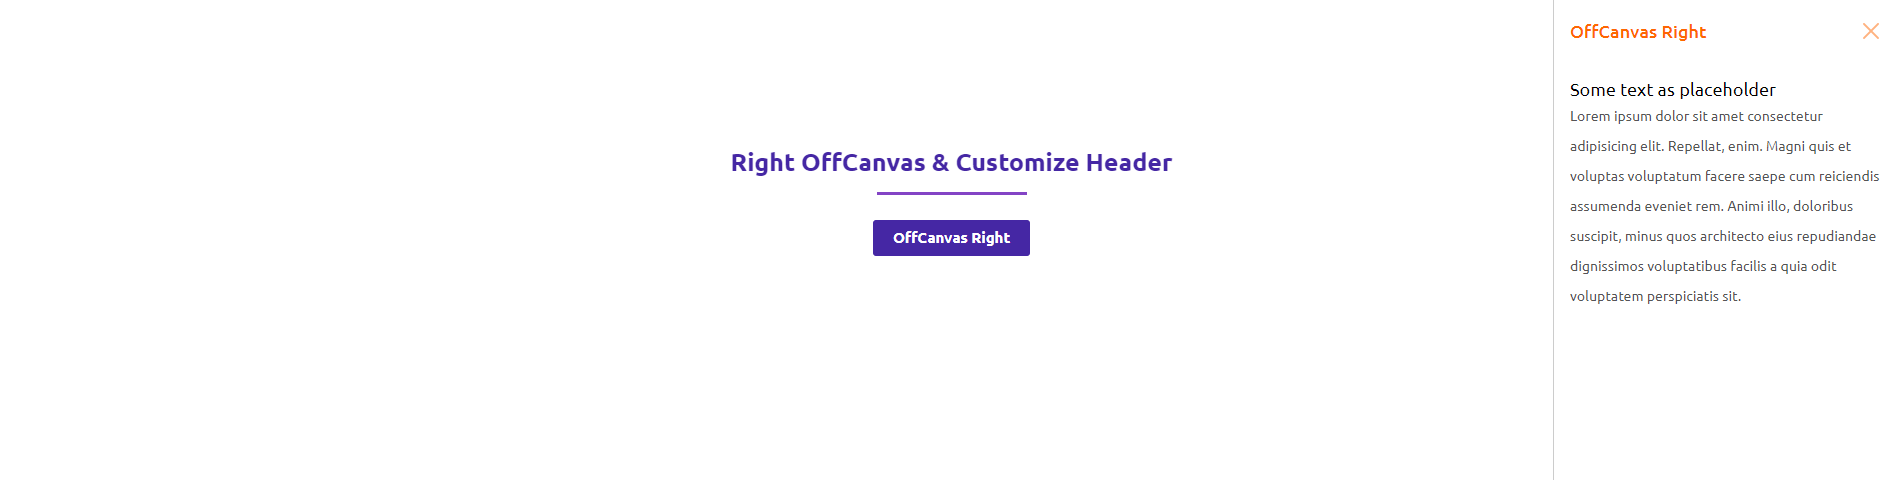 Right OffCanvas & Customize Header
OffCanvas Right
OffCanvas Right
Some text as placeholder
Lorem ipsum dolor sit amet consectetur
adipisicing elit. Repellat, enim. Magni quis et
voluptas voluptatum facere saepe cum reiciendis
assumenda eveniet rem. Animi illo, doloribus
suscipit, minus quos architecto eius repudiandae
dignissimos voluptatibus facilis a quia odit
voluptatem perspiciatis sit.